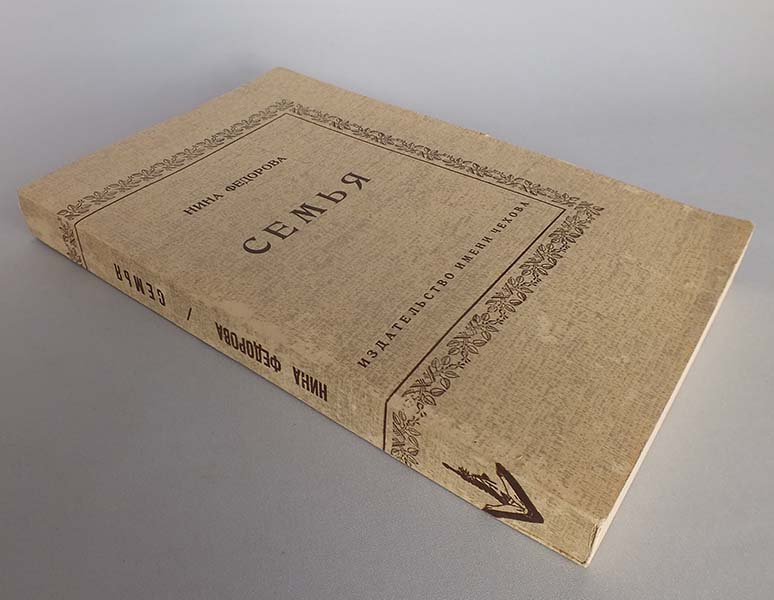 НИНА ФЕДОРОВА
СЕМЬЯ
ИЗДАТЕЛЬСТВО ИМЕНИ ЧЕХОВА
НИНА ФЕДОРОВА / СЕМЬЯ